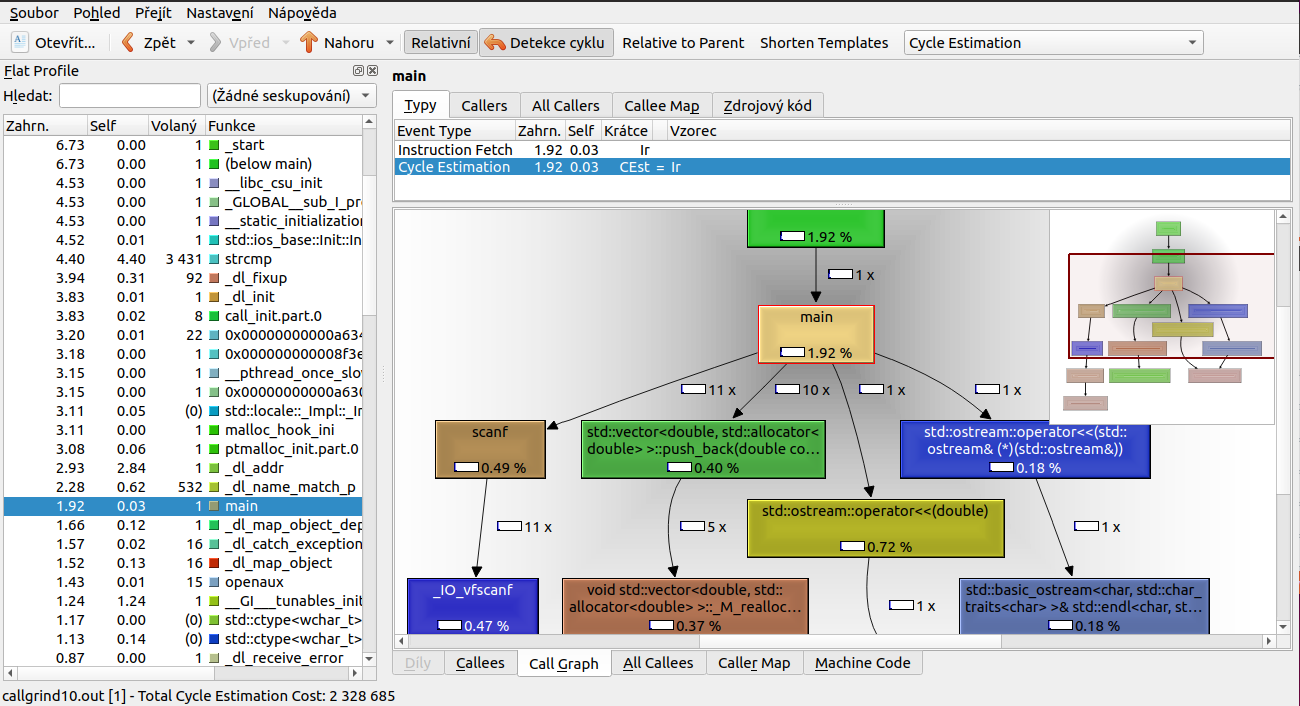 Soubor Pohled Přejít Nastavení Nápověda
Otevřít... Zpět Vpřed Nahoru Relativní Detekce cyklu Relative to Parent Shorten Templates Cycle Estimation
Flat Profile
Hledat: (Žádné seskupování)
Zahrn. Self Volaný Funkce
6.73 0.00 1 _start
6.73 0.00 1 (below main)
4.53 0.00 1 __libc_csu_init
4.53 0.00 1 _GLOBAL__sub_I_pr
4.53 0.00 1 __static_initializatior
4.52 0.01 1 std::ios_base::Init::In
4.40 4.40 3 431 strcmp
3.94 0.31 92 _dl_fixup
3.83 0.01 1 _dl_init
3.83 0.02 8 call_init.part.0
3.20 0.01 22 0x00000000000a634
3.18 0.00 1 0x000000000008f3e
3.15 0.00 1 __pthread_once_slo
3.15 0.00 1 0x00000000000a630
3.11 0.05 (0) std::locale::_Impl::_Ir
3.11 0.00 1 malloc_hook_ini
3.08 0.06 1 ptmalloc_init.part.0
2.93 2.84 1 _dl_addr
2.28 0.62 532 _dl_name_match_p
1.92 0.03 1 main
1.66 0.12 1 _dl_map_object_dep
1.57 0.02 16 _dl_catch_exception
1.52 0.13 16 _dl_map_object
1.43 0.01 15 openaux
1.24 1.24 1 __GI___tunables_init
1.17 0.00 (0) std::ctype<wchar_t>
1.13 0.14 (0) std::ctype<wchar_t>
0.87 0.00 1 _dl_receive_error
main
Typy Callers All Callers Callee Map Zdrojový kód
Event Type Zahrn. Self Krátce Vzorec
Instruction Fetch 1.92 0.03 Ir
Cycle Estimation 1.92 0.03 CEst = Ir
1.92 %
1 x
main
1.92 %
11 x 10 x 1 x 1 x
scanf
0.49 %
std::vector<double, std::allocator<
double> >::push_back(double co...
0.40 %
std::ostream::operator<<(std::
ostream& (*)(std::ostream&))
0.18 %
std::ostream::operator<<(double)
0.72 %
11 x 5 x 1 x
_IO_vfscanf
0.47 %
void std::vector<double, std::
allocator<double> >::_M_realloc...
0.37 %
1 x
std::basic_ostream<char, std::char_
traits<char> >& std::endl<char, st...
0.18 %
Díly Callees Call Graph All Callees Caller Map Machine Code
callgrind10.out [1] - Total Cycle Estimation Cost: 2 328 685